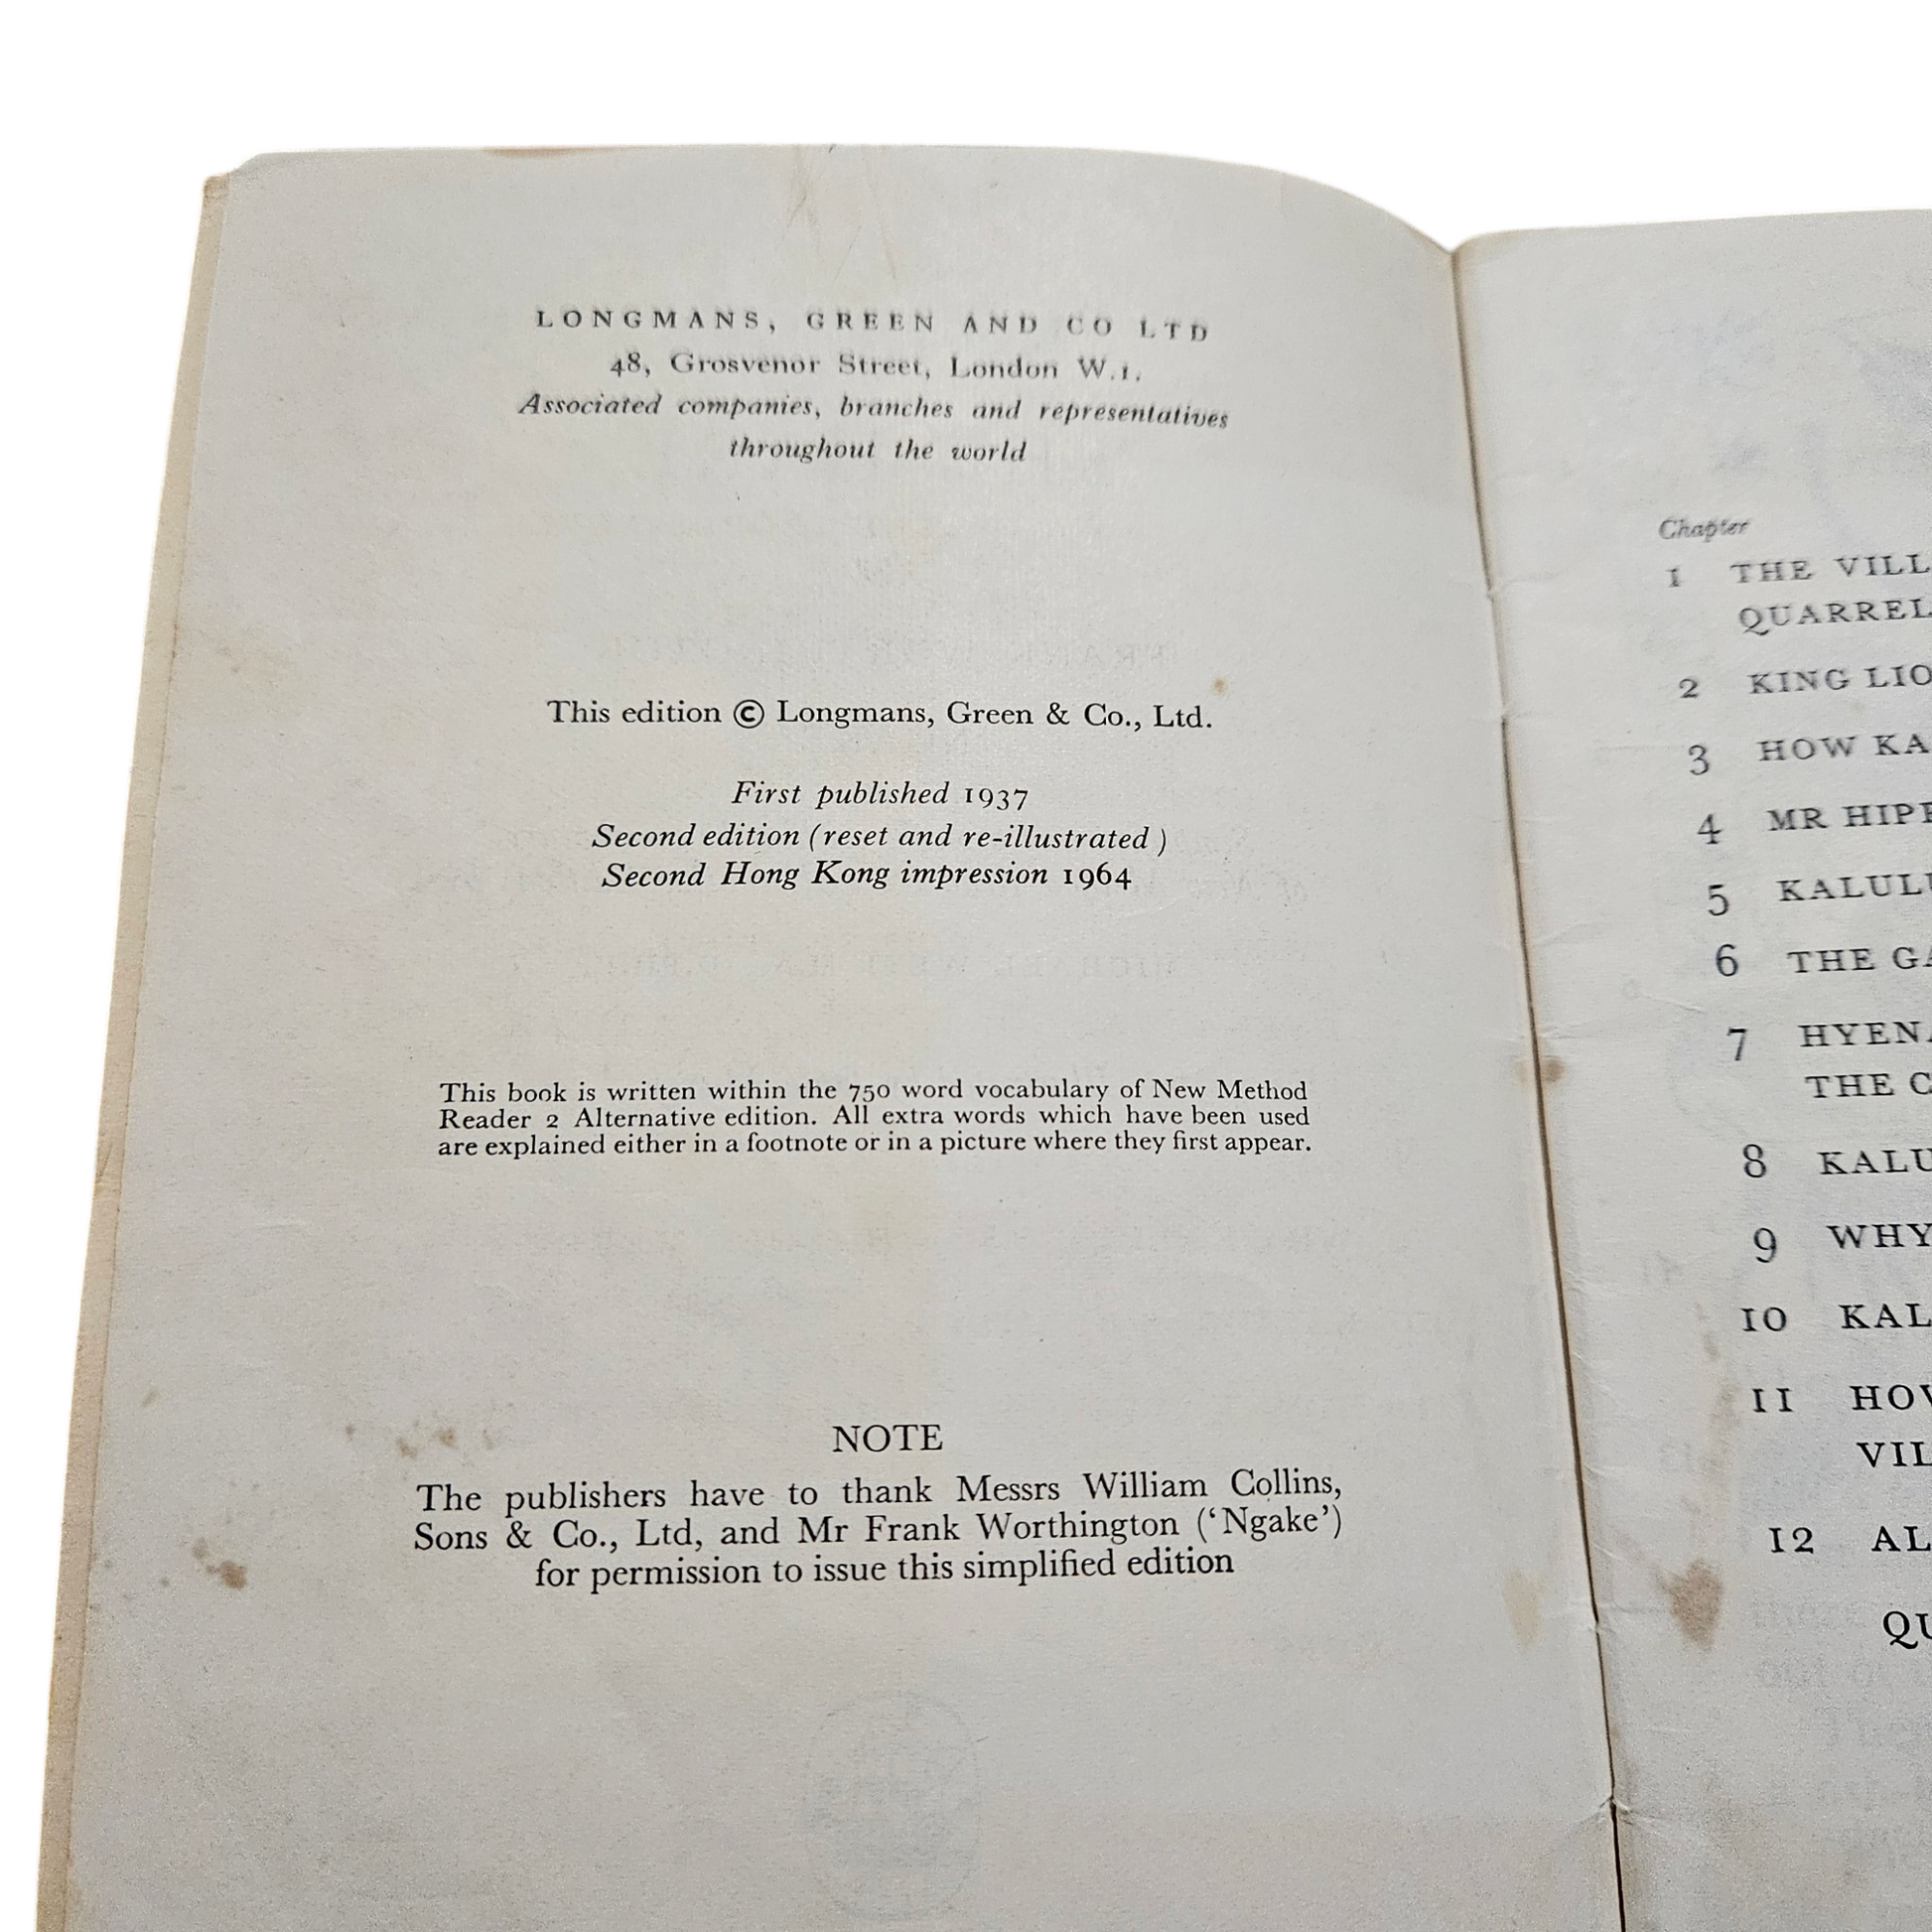 LONGMANS, GREEN AND CO LTD
48, Grosvenor Street, London W.1.
Associated companies, branches and representatives
throughout the world
This edition © Longmans, Green & Co., Ltd.
First published 1937
Second edition (reset and re-illustrated)
Second Hong Kong impression 1964
This book is written within the 750 word vocabulary of New Method
Reader 2 Alternative edition. All extra words which have been used
are explained either in a footnote or in a picture where they first appear.
NOTE
The publishers have to thank Messrs William Collins,
Sons & Co., Ltd, and Mr Frank Worthington (‘Ngake’)
for permission to issue this simplified edition
Chapter
1 THE VILL
QUARREL
2 KING LIO
3 HOW KA
4 MR HIPP
5 KALULU
6 THE GA
7 HYENA
THE C
8 KALU
9 WHY
10 KAL
11 HOW
VIL
12 AL
QU